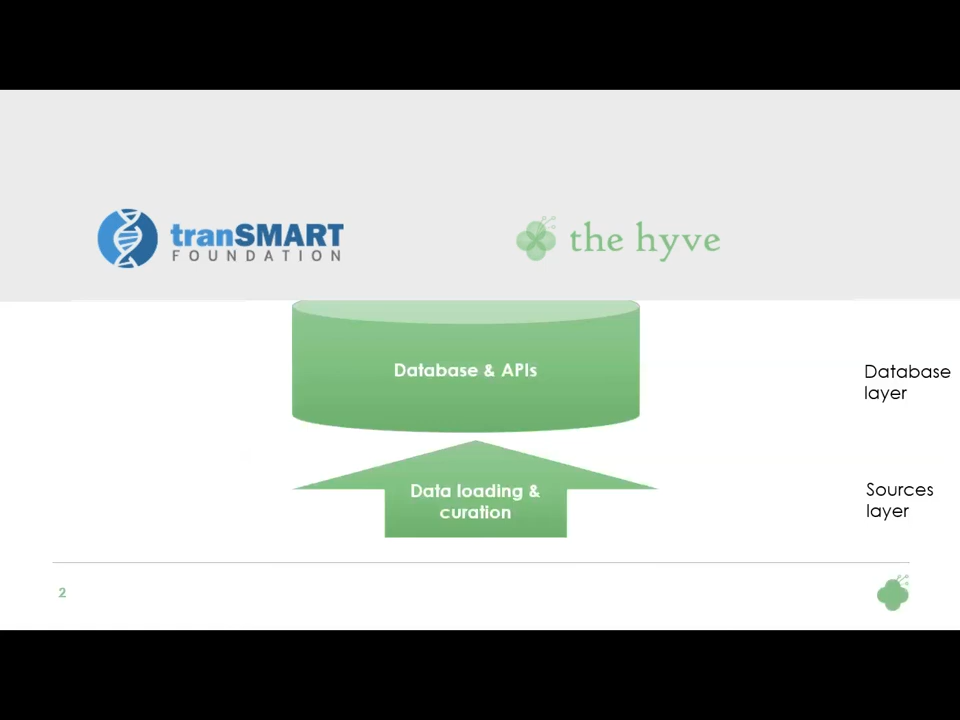 tranSMART
FOUNDATION
the hyve
Database & APIs
Database
layer
Data loading &
curation
Sources
layer
2